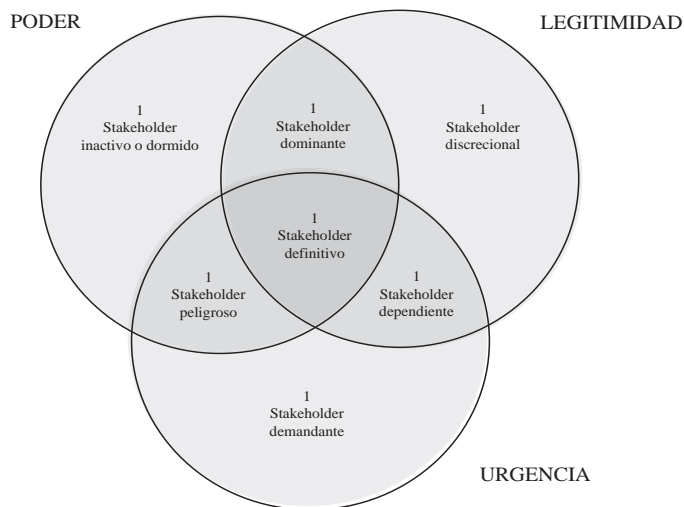 PODER
LEGITIMIDAD
1
Stakeholder
inactivo o dormido
1
Stakeholder
dominante
1
Stakeholder
discrecional
1
Stakeholder
definitivo
1
Stakeholder
peligroso
1
Stakeholder
dependiente
1
Stakeholder
demandante
URGENCIA